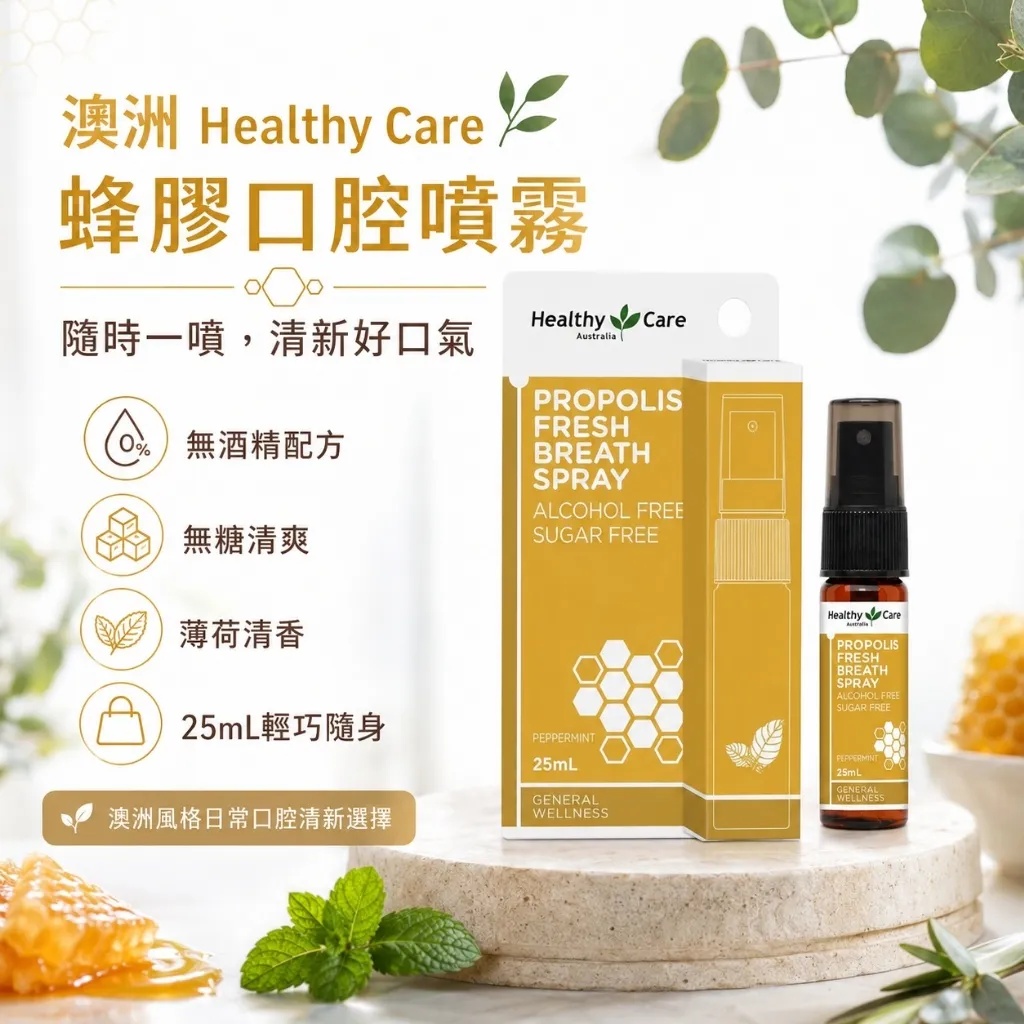 澳洲 Healthy Care
蜂膠口腔噴霧
隨時一噴，清新好口氣
0%
無酒精配方
無糖清爽
薄荷清香
25mL輕巧隨身
澳洲風格日常口腔清新選擇
Healthy Care
Australia
PROPOLIS
FRESH
BREATH
SPRAY
ALCOHOL FREE
SUGAR FREE
PEPPERMINT
25mL
GENERAL
WELLNESS
Healthy Care
Australia
PROPOLIS
FRESH
BREATH
SPRAY
ALCOHOL FREE
SUGAR FREE
PEPPERMINT
25mL
GENERAL
WELLNESS